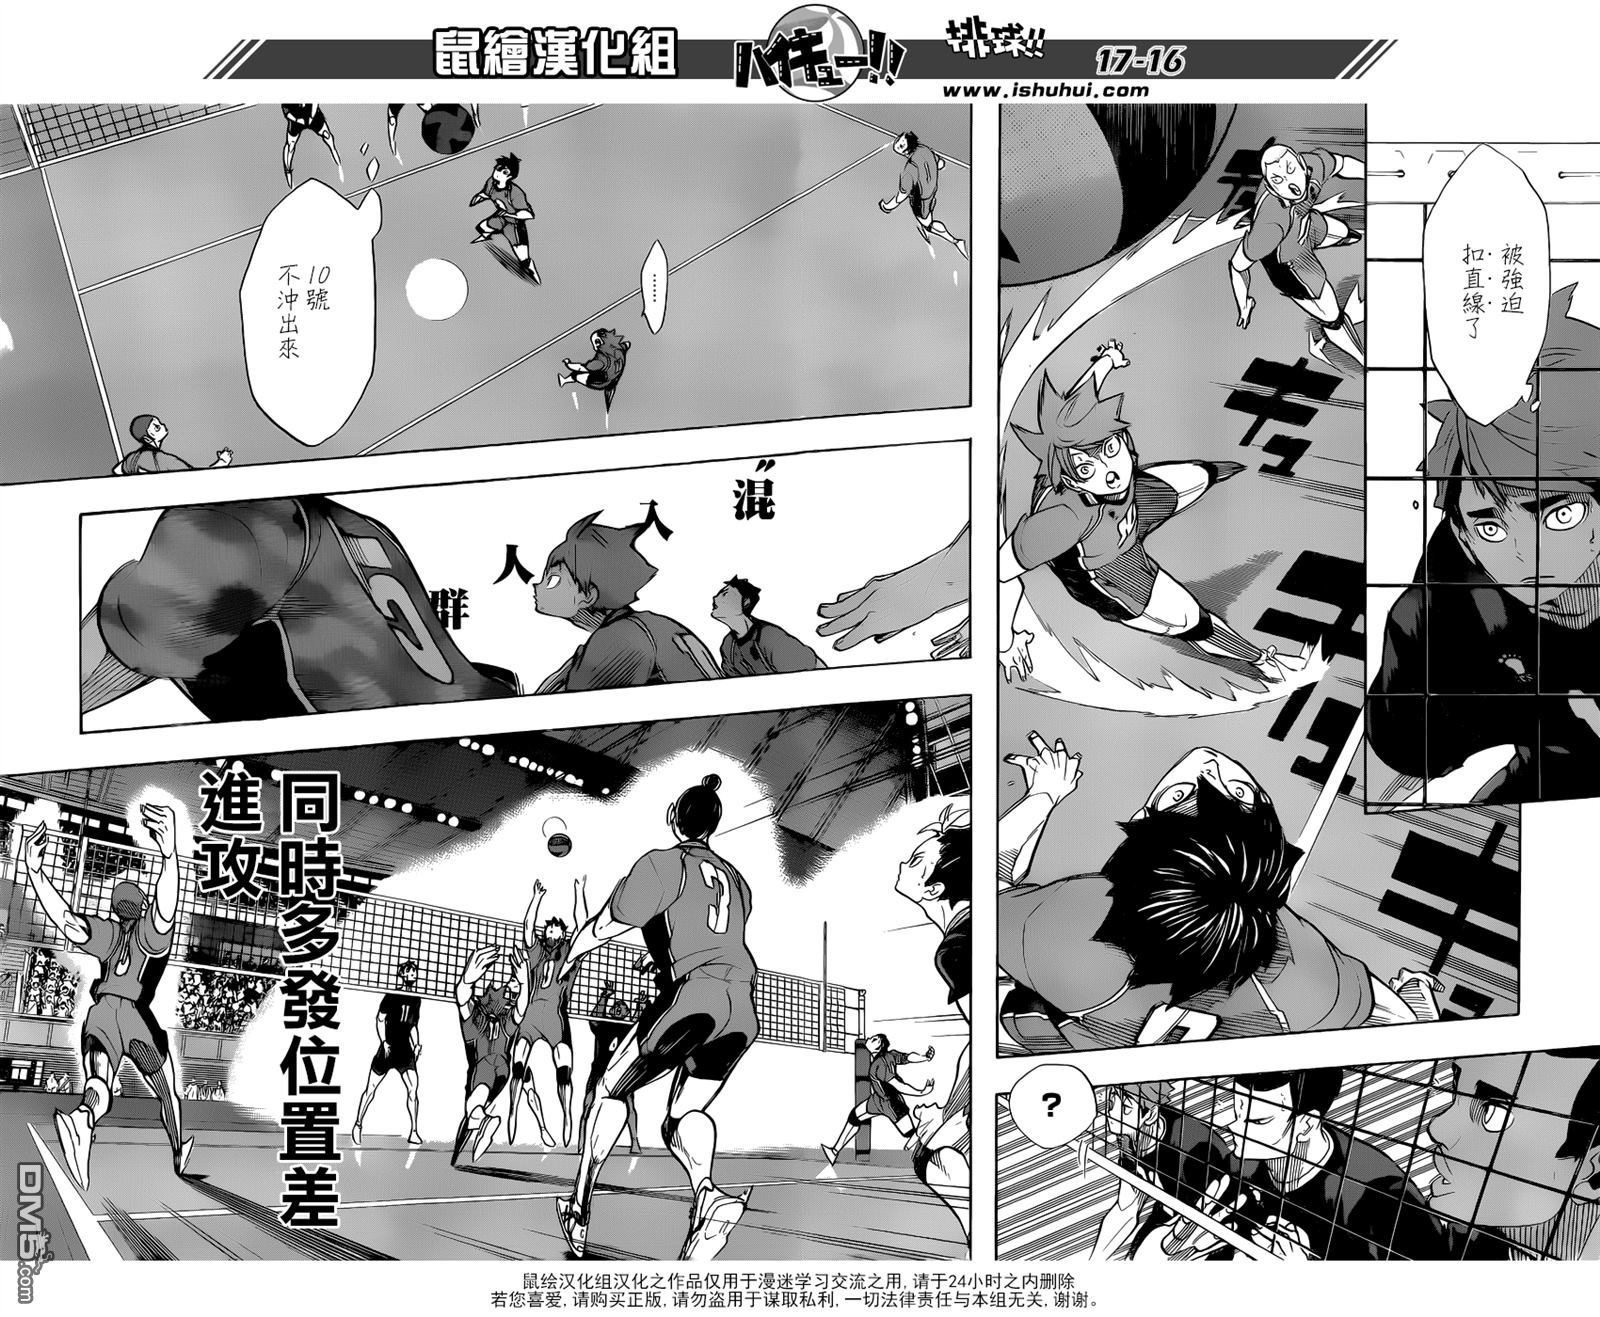 鼠繪漢化組
ハイキュー!!
排球!!
17-16
www.ishuhui.com
被強迫
扣直線了
?
10號
不沖出來
……
混
入
人
群
同時多發位置差
進攻
鼠绘汉化组汉化之作品仅用于漫迷学习交流之用,请于24小时之内删除
若您喜爱,请购买正版,请勿盗用于谋取私利,一切法律责任与本组无关,谢谢。
DM5.com